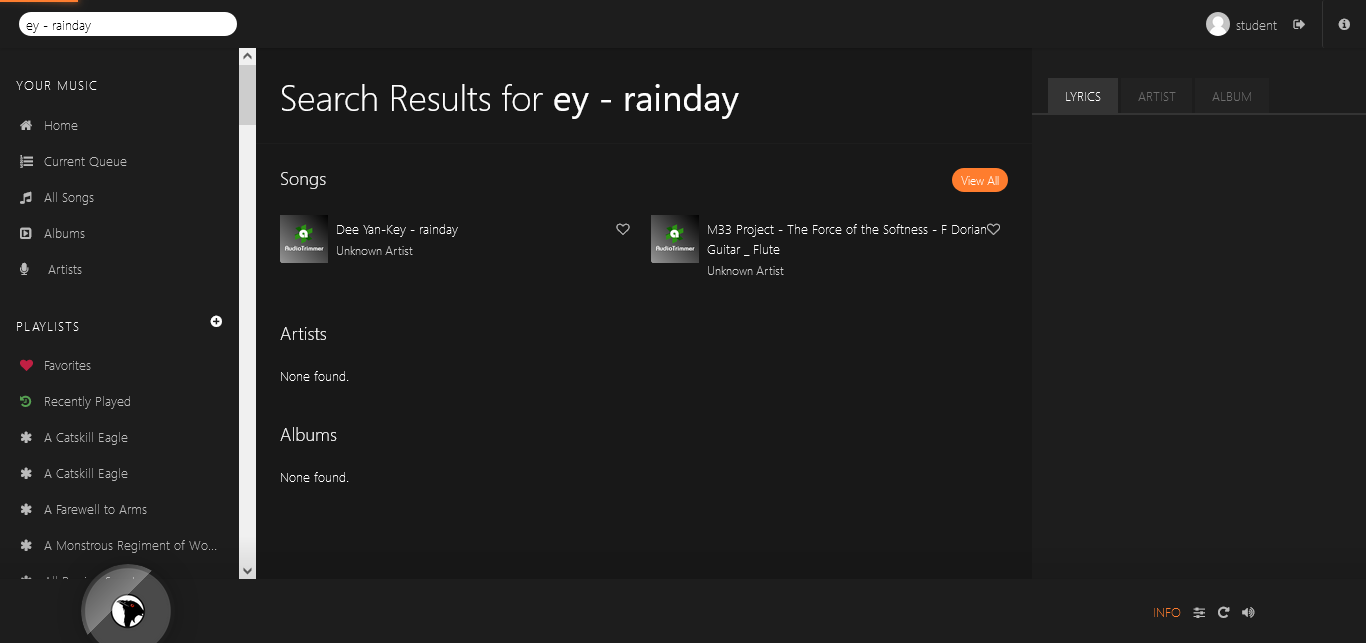 ey - rainday
student
YOUR MUSIC
Home
Current Queue
All Songs
Albums
Artists
PLAYLISTS
Favorites
Recently Played
A Catskill Eagle
A Catskill Eagle
A Farewell to Arms
A Monstrous Regiment of Wo...
Search Results for ey - rainday
Songs
View All
AudioTrimmer
Dee Yan-Key - rainday
Unknown Artist
AudioTrimmer
M33 Project - The Force of the Softness - F Dorian
Guitar _ Flute
Unknown Artist
Artists
None found.
Albums
None found.
LYRICS
ARTIST
ALBUM
INFO